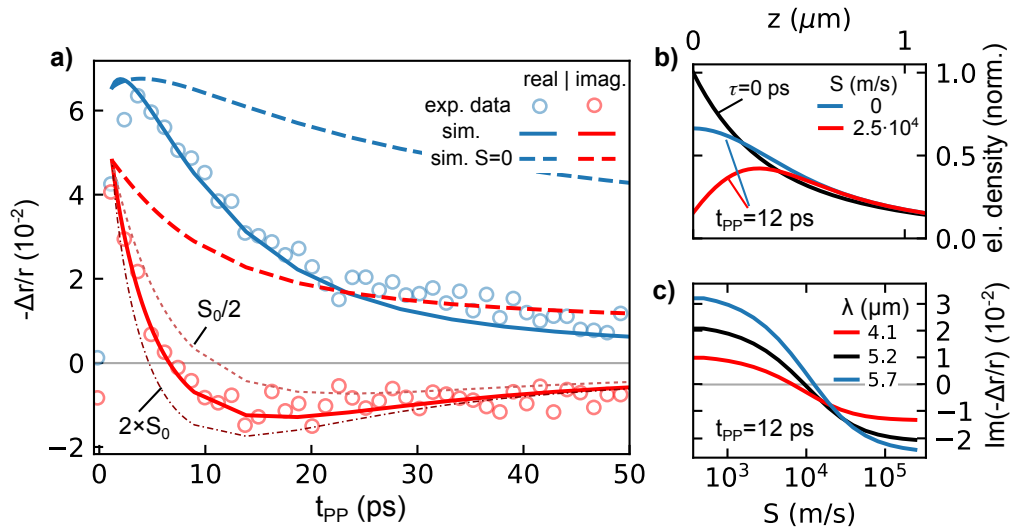 a)
-Δr/r (10⁻²)
6
4
2
0
−2
0
10
20
30
40
50
t_PP (ps)
real | imag.
exp. data
sim.
sim. S=0
S₀/2
2×S₀
z (μm)
0
1
b)
τ=0 ps
S (m/s)
0
2.5·10⁴
t_PP=12 ps
1.0
0.5
0.0
el. density (norm.)
c)
λ (μm)
4.1
5.2
5.7
t_PP=12 ps
3
2
1
0
−1
−2
Im(-Δr/r) (10⁻²)
10³
10⁴
10⁵
S (m/s)